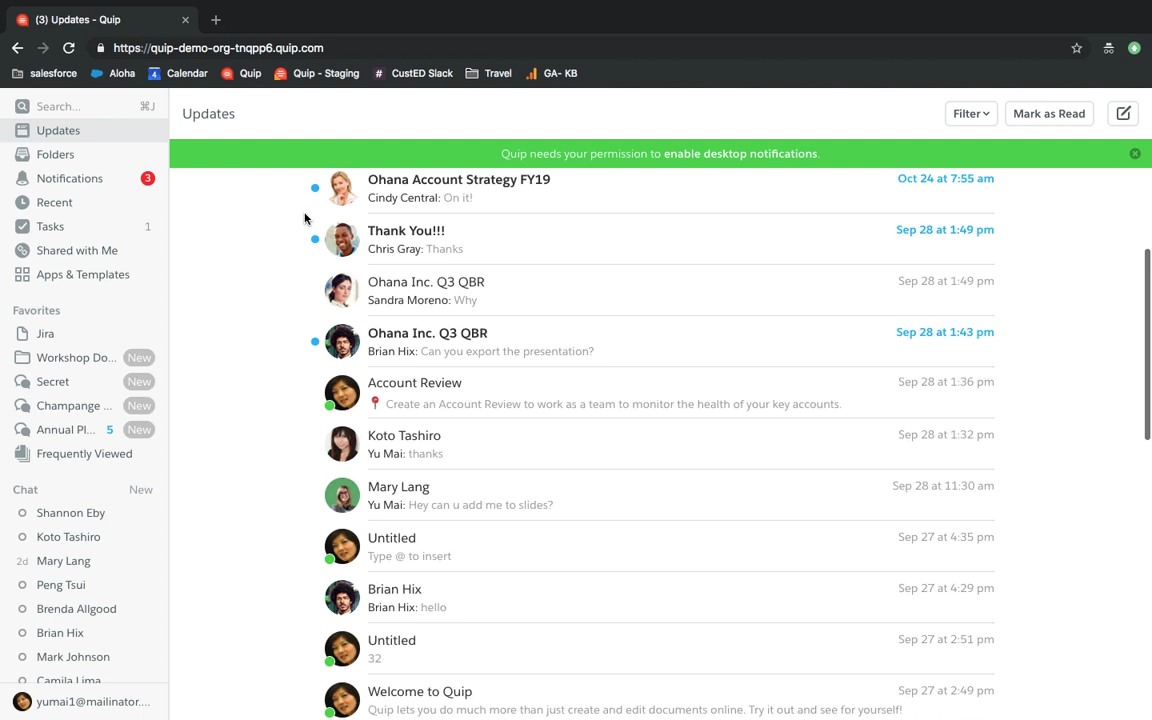 (3) Updates - Quip
https://quip-demo-org-tnqpp6.quip.com
salesforce Aloha 4 Calendar Quip Quip - Staging # CustED Slack Travel GA- KB
Search... ⌘J
Updates
Folders
Notifications 3
Recent
Tasks 1
Shared with Me
Apps & Templates
Favorites
Jira
Workshop Do... New
Secret New
Champange ... New
Annual Pl... 5 New
Frequently Viewed
Chat New
Shannon Eby
Koto Tashiro
2d Mary Lang
Peng Tsui
Brenda Allgood
Brian Hix
Mark Johnson
Camila Lima
yumai1@mailinator....
Updates
Filter
Mark as Read
Quip needs your permission to enable desktop notifications.
Ohana Account Strategy FY19 Oct 24 at 7:55 am
Cindy Central: On it!
Thank You!!! Sep 28 at 1:49 pm
Chris Gray: Thanks
Ohana Inc. Q3 QBR Sep 28 at 1:49 pm
Sandra Moreno: Why
Ohana Inc. Q3 QBR Sep 28 at 1:43 pm
Brian Hix: Can you export the presentation?
Account Review Sep 28 at 1:36 pm
📍 Create an Account Review to work as a team to monitor the health of your key accounts.
Koto Tashiro Sep 28 at 1:32 pm
Yu Mai: thanks
Mary Lang Sep 28 at 11:30 am
Yu Mai: Hey can u add me to slides?
Untitled Sep 27 at 4:35 pm
Type @ to insert
Brian Hix Sep 27 at 4:29 pm
Brian Hix: hello
Untitled Sep 27 at 2:51 pm
32
Welcome to Quip Sep 27 at 2:49 pm
Quip lets you do much more than just create and edit documents online. Try it out and see for yourself!